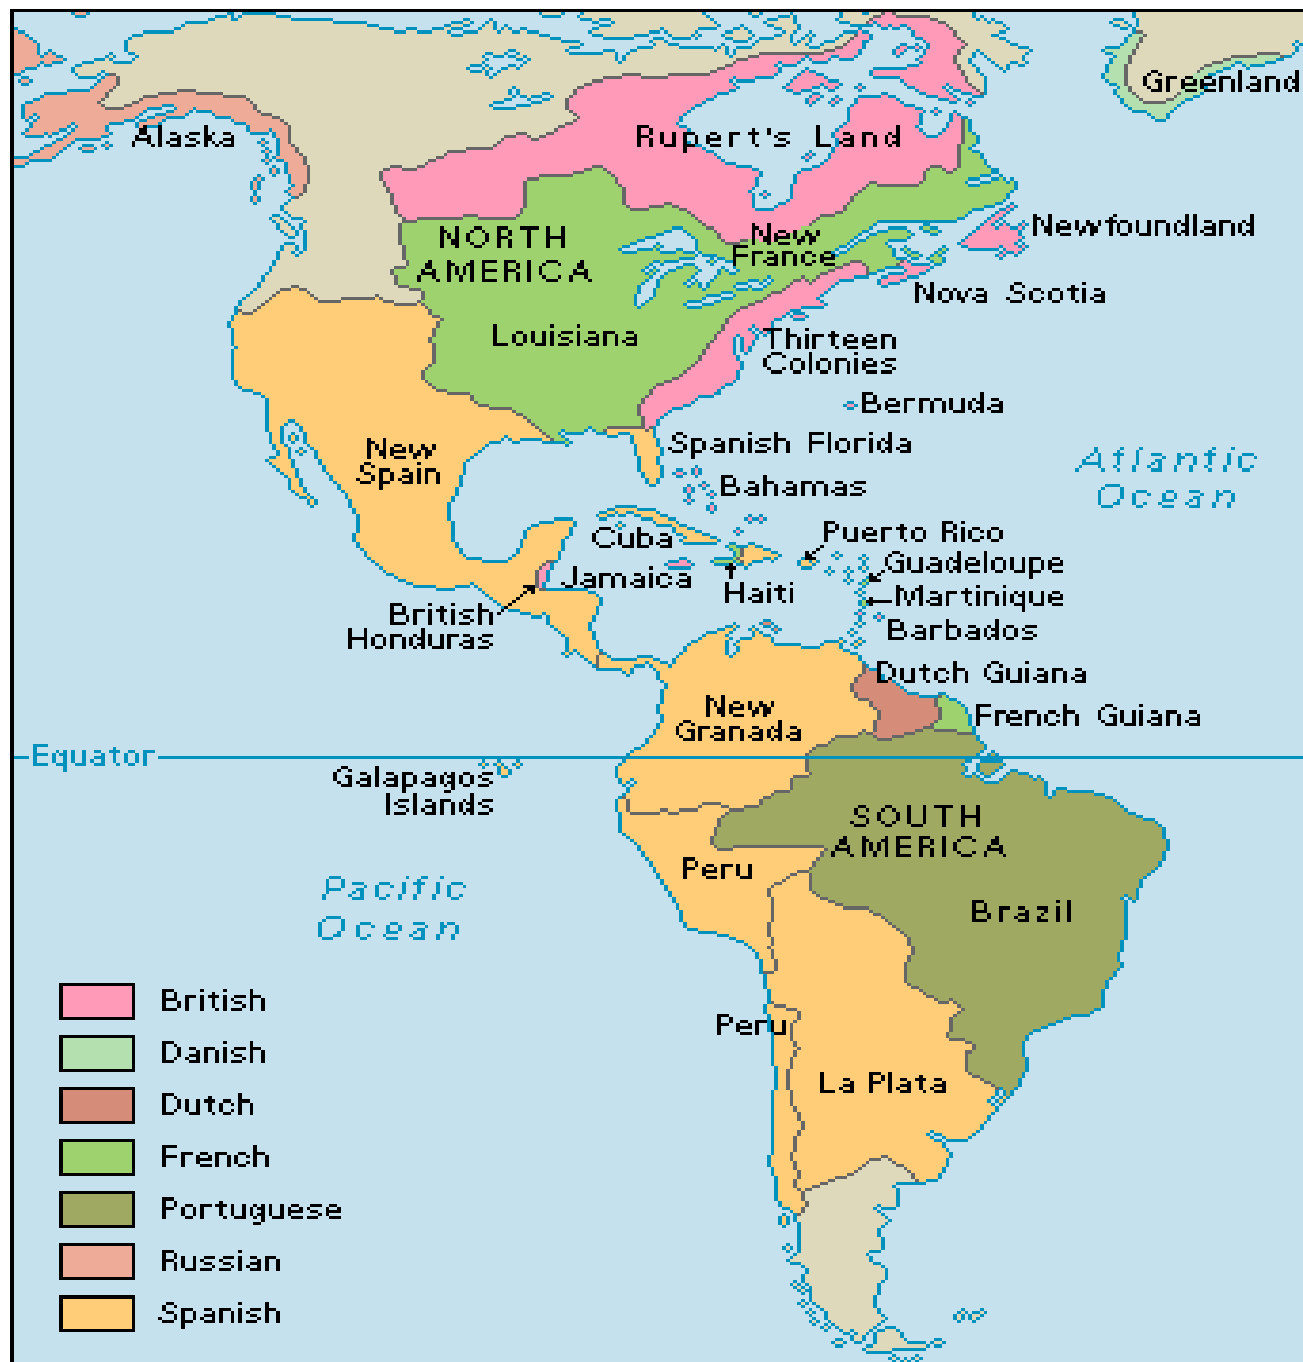 Greenland
Alaska
Rupert's Land
Newfoundland
NORTH
AMERICA
New
France
Nova Scotia
Louisiana
Thirteen
Colonies
Bermuda
Spanish Florida
New
Spain
Atlantic
Ocean
Bahamas
Cuba
Puerto Rico
Guadeloupe
Jamaica
Haiti
Martinique
British
Honduras
Barbados
Dutch Guiana
New
Granada
French Guiana
Equator
Galapagos
Islands
SOUTH
AMERICA
Peru
Pacific
Ocean
Brazil
Peru
La Plata
British
Danish
Dutch
French
Portuguese
Russian
Spanish